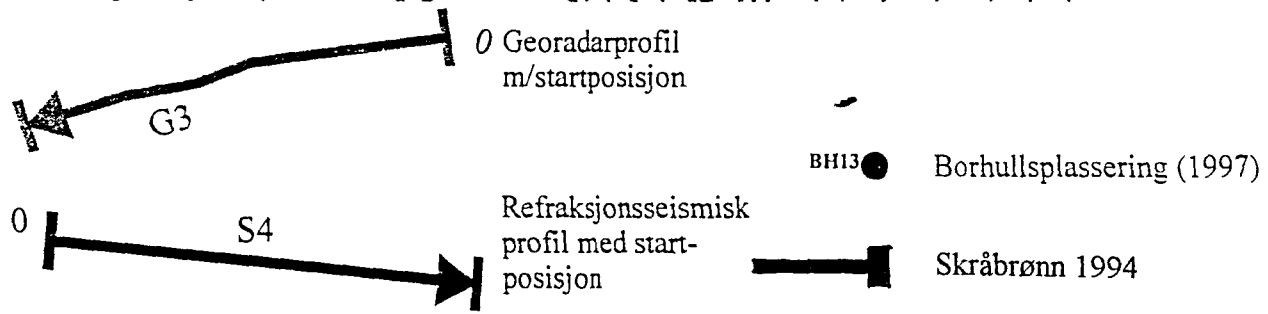 0 Georadarprofil
m/startposisjon
G3
BH13 Borhullsplassering (1997)
0
S4
Refraksjonsseismisk
profil med start-
posisjon
Skråbrønn 1994